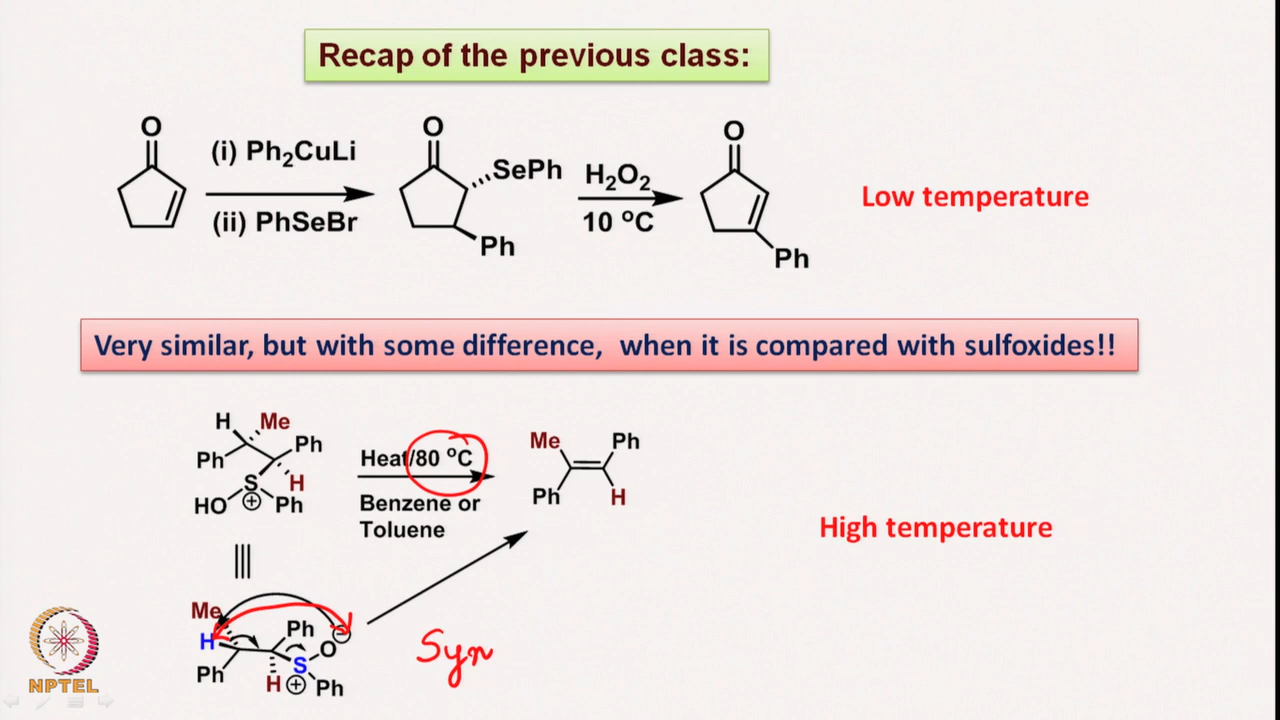 Recap of the previous class:
O
(i) Ph₂CuLi
(ii) PhSeBr
O
SePh
Ph
H₂O₂
10 ºC
O
Ph
Low temperature
Very similar, but with some difference, when it is compared with sulfoxides!!
H Me
Ph Ph
S H
HO ⊕ Ph
Heat/80 ºC
Benzene or
Toluene
Me Ph
Ph H
High temperature
Me
H Ph ⊖
O
Ph S
H ⊕ Ph
Syn
NPTEL